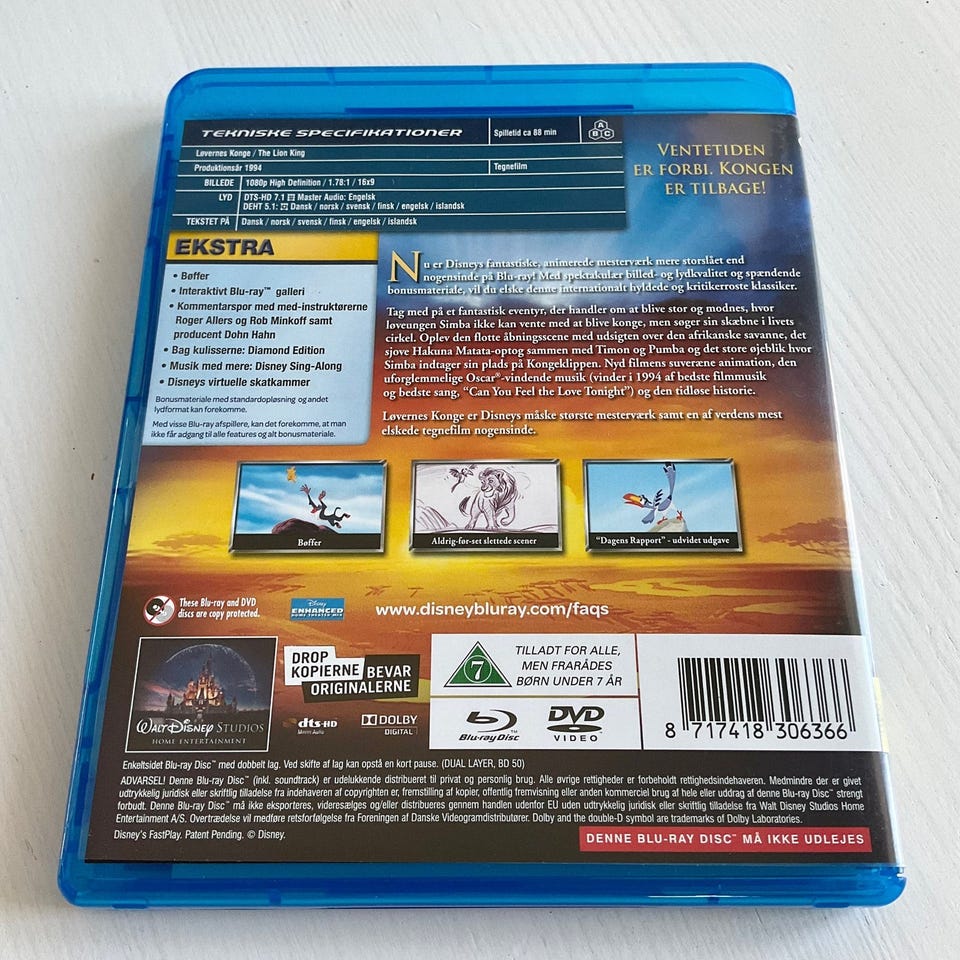 TEKNISKE SPECIFIKATIONER
Spilletid ca 88 min
A
B C
Løvernes Konge / The Lion King
Produktionsår 1994
Tegnefilm
BILLEDE 1080p High Definition / 1.78:1 / 16x9
LYD DTS-HD 7.1 Master Audio: Engelsk
DEHT 5.1: Dansk / norsk / svensk / finsk / engelsk / islandsk
TEKSTET PÅ Dansk / norsk / svensk / finsk / engelsk / islandsk
VENTETIDEN
ER FORBI. KONGEN
ER TILBAGE!
EKSTRA
• Bøffer
• Interaktivt Blu-ray™ galleri
• Kommentarspor med med-instruktørerne
Roger Allers og Rob Minkoff samt
producent Dohn Hahn
• Bag kulisserne: Diamond Edition
• Musik med mere: Disney Sing-Along
• Disneys virtuelle skatkammer
Bonusmateriale med standardopløsning og andet
lydformat kan forekomme.
Med visse Blu-ray afspillere, kan det forekomme, at man
ikke får adgang til alle features og alt bonusmateriale.
Nu er Disneys fantastiske, animerede mesterværk mere storslået end
nogensinde på Blu-ray! Med spektakulær billed- og lydkvalitet og spændende
bonusmateriale, vil du elske denne internationalt hyldede og kritikerroste klassiker.
Tag med på et fantastisk eventyr, der handler om at blive stor og modnes, hvor
løveungen Simba ikke kan vente med at blive konge, men søger sin skæbne i livets
cirkel. Oplev den flotte åbningsscene med udsigten over den afrikanske savanne, det
sjove Hakuna Matata-optog sammen med Timon og Pumba og det store øjeblik hvor
Simba indtager sin plads på Kongeklippen. Nyd filmens suveræne animation, den
uforglemmelige Oscar®-vindende musik (vinder i 1994 af bedste filmmusik
og bedste sang, “Can You Feel the Love Tonight”) og den tidløse historie.
Løvernes Konge er Disneys måske største mesterværk samt en af verdens mest
elskede tegnefilm nogensinde.
Bøffer
Aldrig-før-set slettede scener
“Dagens Rapport” - udvidet udgave
These Blu-ray and DVD
discs are copy protected.
Disney
ENHANCED
HOME THEATER MIX
www.disneybluray.com/faqs
WALT DISNEY STUDIOS
HOME ENTERTAINMENT
DROP
KOPIERNE
BEVAR
ORIGINALERNE
dts-HD
Master Audio
DOLBY
DIGITAL
7
TILLADT FOR ALLE,
MEN FRARÅDES
BØRN UNDER 7 ÅR
Blu-ray Disc™
DVD
VIDEO
8 717418 306366
Enkeltsidet Blu-ray Disc™ med dobbelt lag. Ved skifte af lag kan opstå en kort pause. (DUAL LAYER, BD 50)
ADVARSEL! Denne Blu-ray Disc™ (inkl. soundtrack) er udelukkende distribueret til privat og personlig brug. Alle øvrige rettigheder er forbeholdt rettighedsindehaveren. Medmindre der er givet
udtrykkelig juridisk eller skriftlig tilladelse fra indehaveren af copyrighten er, fremstilling af kopier, offentlig fremvisning eller anden kommerciel brug af hele eller uddrag af denne Blu-ray Disc™ strengt
forbudt. Denne Blu-ray Disc™ må ikke eksporteres, videresælges og/eller distribueres gennem handlen udenfor EU uden udtrykkelig juridisk eller skriftlig tilladelse fra Walt Disney Studios Home
Entertainment A/S. Overtrædelse vil medføre retsforfølgelse fra Foreningen af Danske Videogramdistributører. Dolby and the double-D symbol are trademarks of Dolby Laboratories.
Disney's FastPlay. Patent Pending. © Disney.
DENNE BLU-RAY DISC™ MÅ IKKE UDLEJES